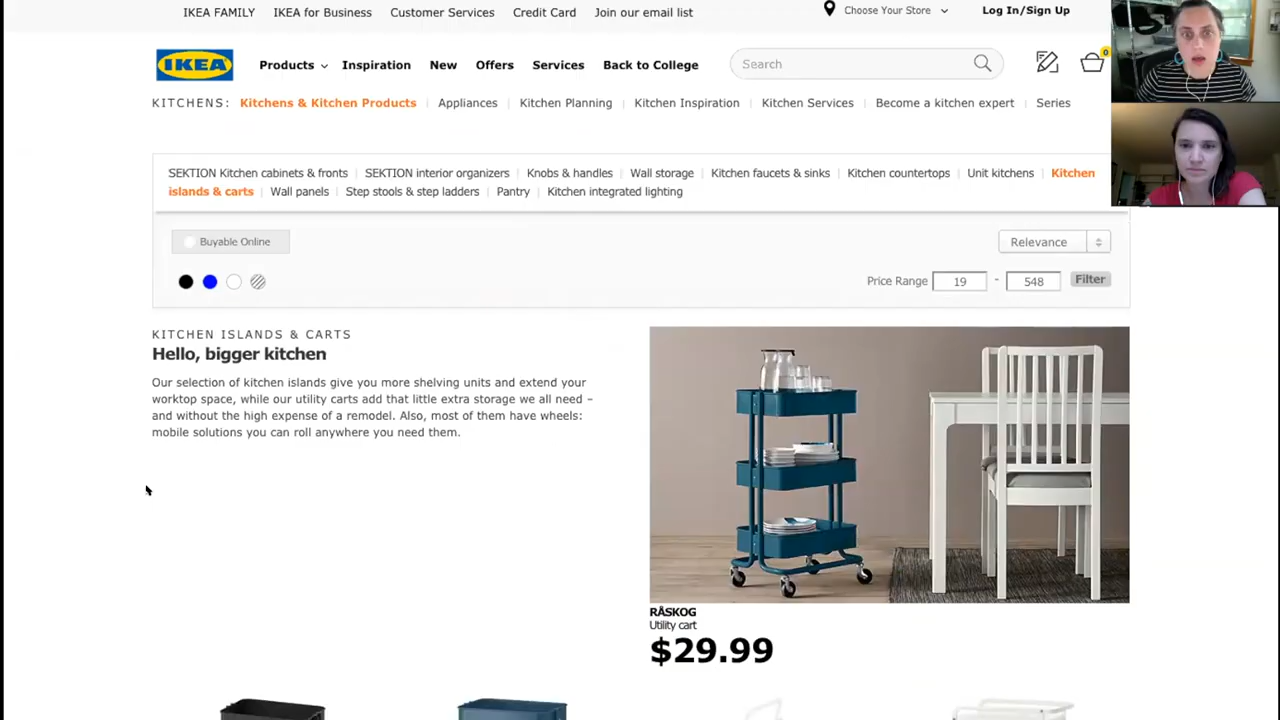 IKEA FAMILY IKEA for Business Customer Services Credit Card Join our email list Choose Your Store Log In/Sign Up
IKEA Products Inspiration New Offers Services Back to College Search 0
KITCHENS: Kitchens & Kitchen Products Appliances Kitchen Planning Kitchen Inspiration Kitchen Services Become a kitchen expert Series
SEKTION Kitchen cabinets & fronts SEKTION interior organizers Knobs & handles Wall storage Kitchen faucets & sinks Kitchen countertops Unit kitchens Kitchen
islands & carts Wall panels Step stools & step ladders Pantry Kitchen integrated lighting
Buyable Online Relevance
Price Range 19 - 548 Filter
KITCHEN ISLANDS & CARTS
Hello, bigger kitchen
Our selection of kitchen islands give you more shelving units and extend your
worktop space, while our utility carts add that little extra storage we all need –
and without the high expense of a remodel. Also, most of them have wheels:
mobile solutions you can roll anywhere you need them.
RÅSKOG
Utility cart
$29.99